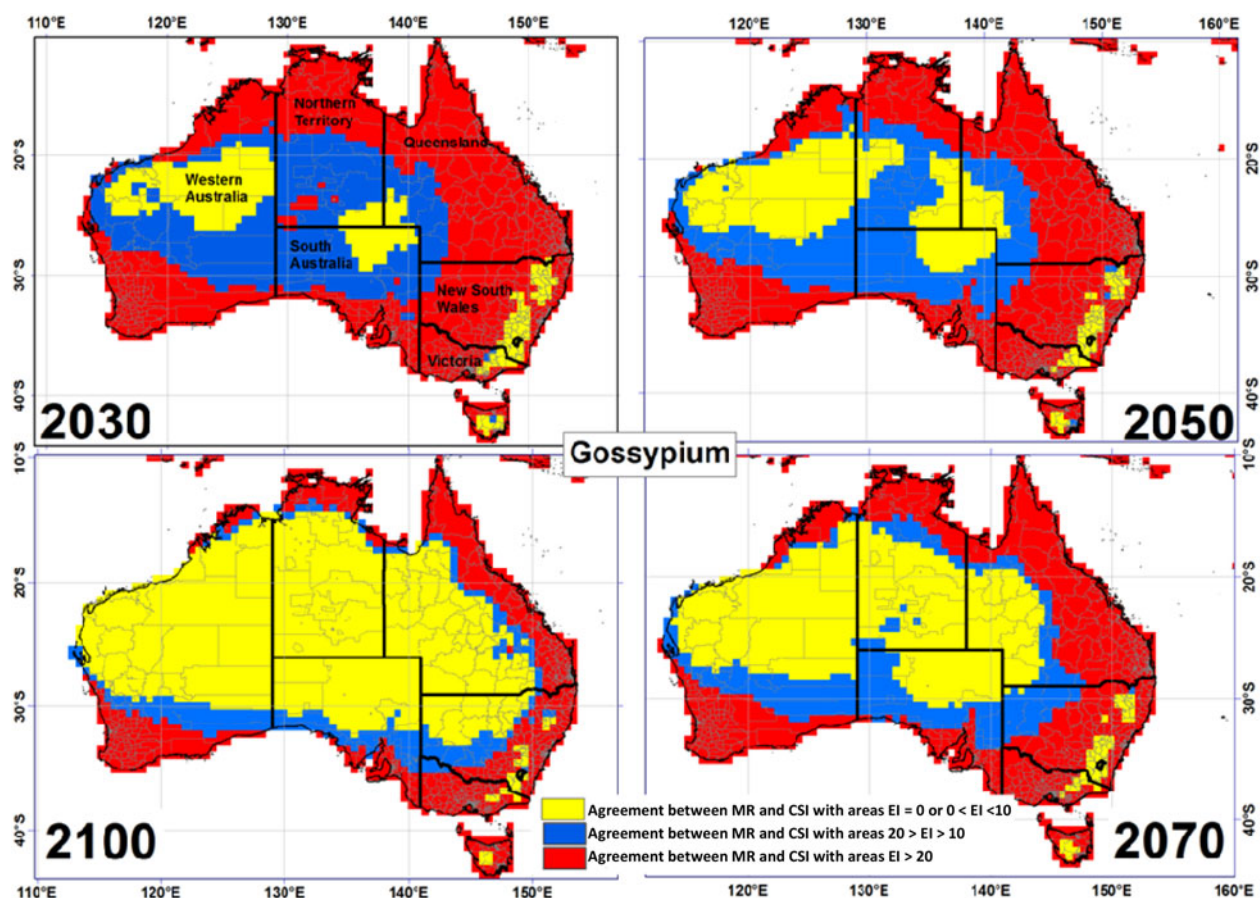 110°E 120°E 130°E 140°E 150°E
120°E 130°E 140°E 150°E 160°E
20°S
30°S
40°S
Northern
Territory
Queensland
Western
Australia
South
Australia
New South
Wales
Victoria
2030
20°S
30°S
40°S
2050
Gossypium
10°S
20°S
30°S
40°S
2100
10°S
20°S
30°S
40°S
2070
Agreement between MR and CSI with areas EI = 0 or 0 < EI <10
Agreement between MR and CSI with areas 20 > EI > 10
Agreement between MR and CSI with areas EI > 20
110°E 120°E 130°E 140°E 150°E
120°E 130°E 140°E 150°E 160°E